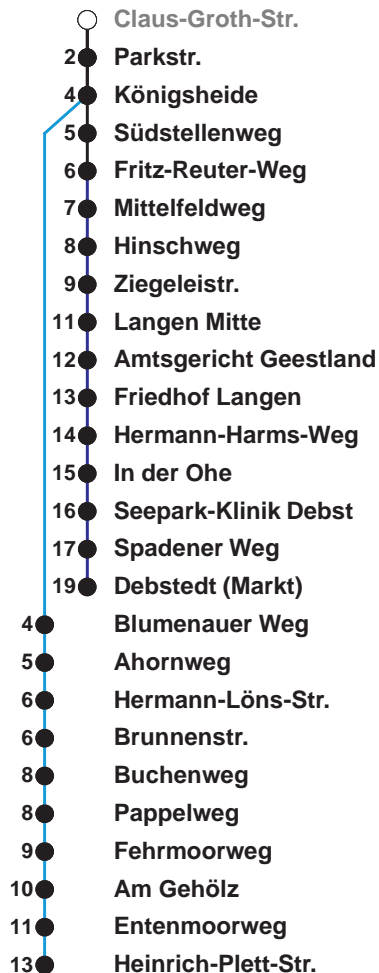 Claus-Groth-Str.
2 Parkstr.
4 Königsheide
5 Südstellenweg
6 Fritz-Reuter-Weg
7 Mittelfeldweg
8 Hinschweg
9 Ziegeleistr.
11 Langen Mitte
12 Amtsgericht Geestland
13 Friedhof Langen
14 Hermann-Harms-Weg
15 In der Ohe
16 Seepark-Klinik Debst
17 Spadener Weg
19 Debstedt (Markt)
4 Blumenauer Weg
5 Ahornweg
6 Hermann-Löns-Str.
6 Brunnenstr.
8 Buchenweg
8 Pappelweg
9 Fehrmoorweg
10 Am Gehölz
11 Entenmoorweg
13 Heinrich-Plett-Str.